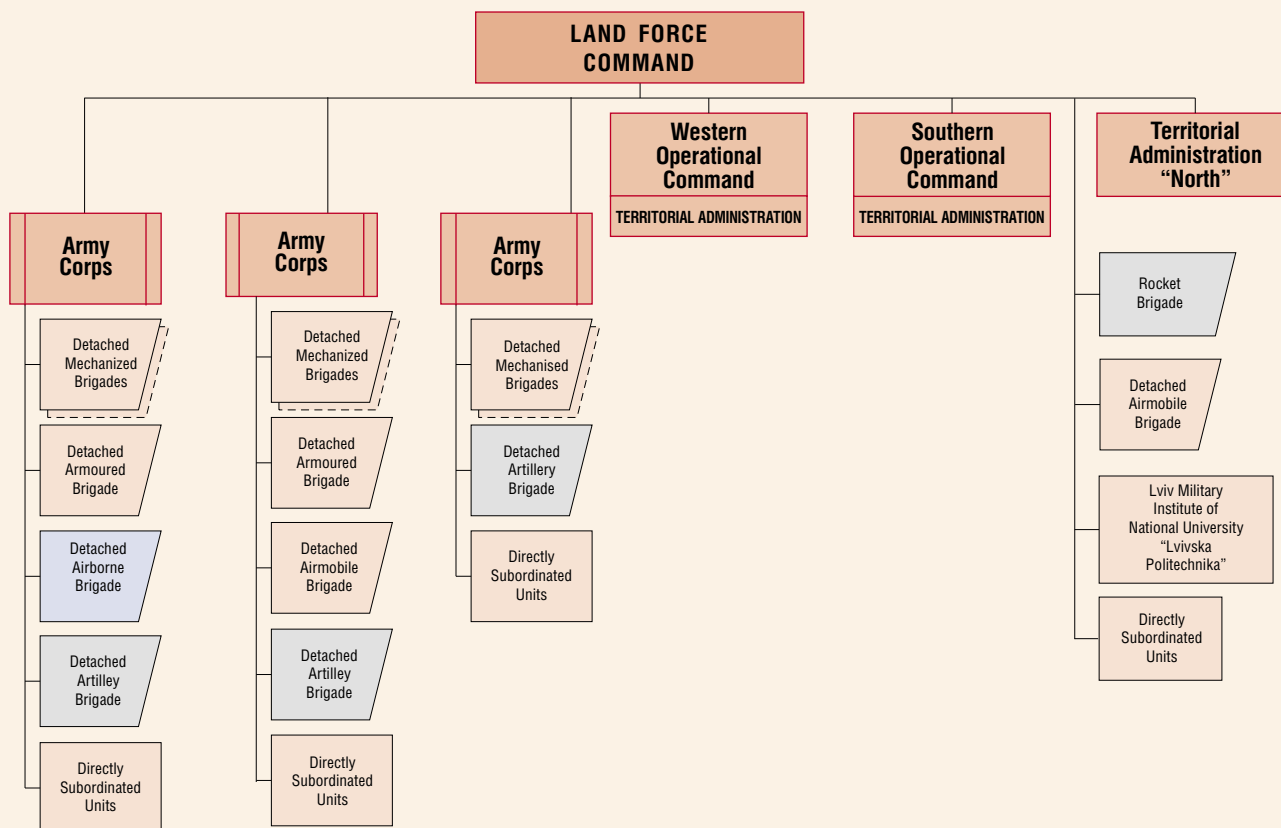 LAND FORCE
COMMAND
Western
Operational
Command
TERRITORIAL ADMINISTRATION
Southern
Operational
Command
TERRITORIAL ADMINISTRATION
Territorial
Administration
“North”
Army
Corps
Detached
Mechanized
Brigades
Detached
Armoured
Brigade
Detached
Airborne
Brigade
Detached
Artilley
Brigade
Directly
Subordinated
Units
Army
Corps
Detached
Mechanized
Brigades
Detached
Armoured
Brigade
Detached
Airmobile
Brigade
Detached
Artilley
Brigade
Directly
Subordinated
Units
Army
Corps
Detached
Mechanised
Brigades
Detached
Artillery
Brigade
Directly
Subordinated
Units
Rocket
Brigade
Detached
Airmobile
Brigade
Lviv Military
Institute of
National University
“Lvivska
Politechnika”
Directly
Subordinated
Units